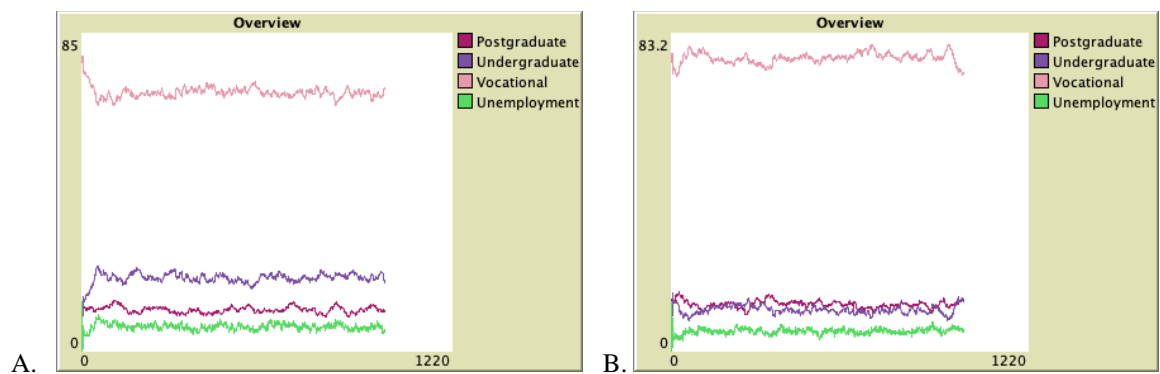 Overview
85
0
0
1220
Postgraduate
Undergraduate
Vocational
Unemployment
A.
Overview
83.2
0
0
1220
Postgraduate
Undergraduate
Vocational
Unemployment
B.